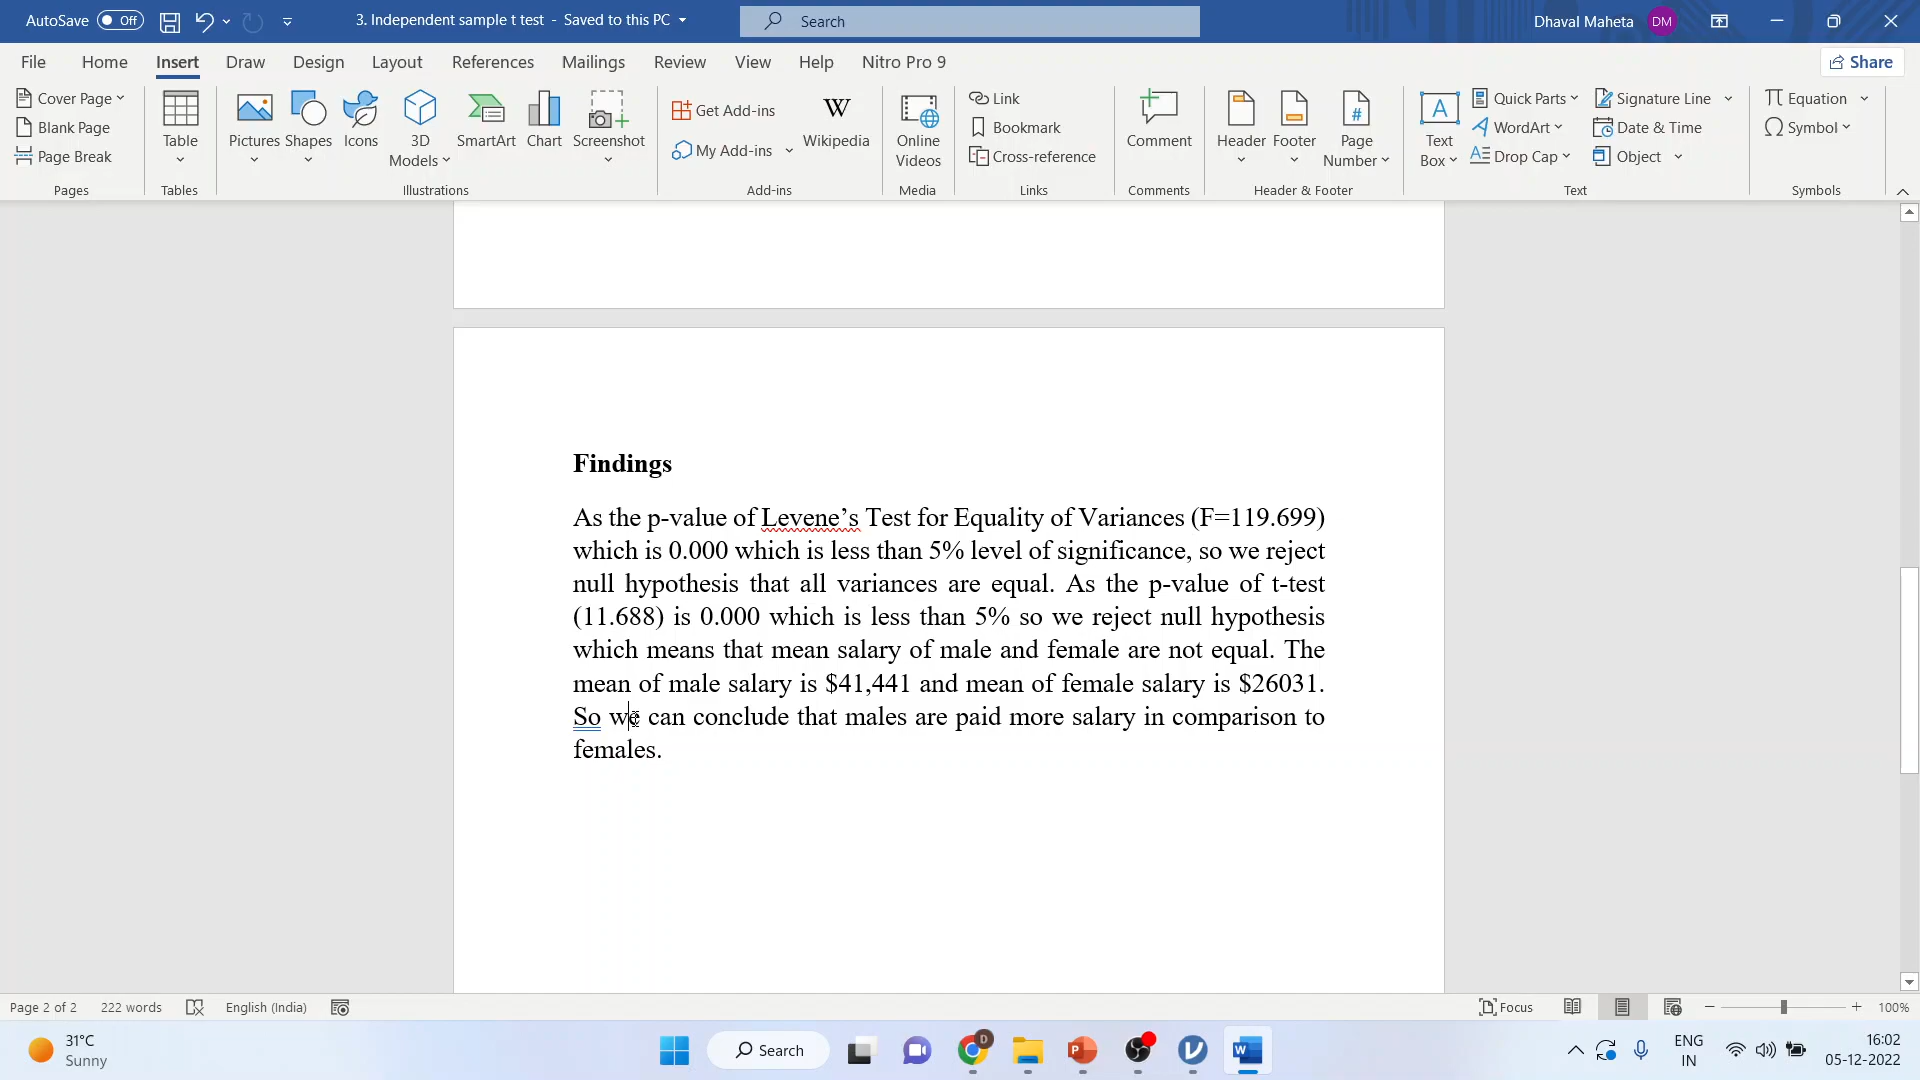 AutoSave Off 3. Independent sample t test - Saved to this PC Search Dhaval Maheta DM
File Home Insert Draw Design Layout References Mailings Review View Help Nitro Pro 9 Share
Cover Page
Blank Page
Page Break
Pages
Table
Tables
Pictures Shapes Icons 3D Models SmartArt Chart Screenshot
Illustrations
Get Add-ins
My Add-ins
W
Wikipedia
Add-ins
Online Videos
Media
Link
Bookmark
Cross-reference
Links
Comment
Comments
Header Footer Page Number
Header & Footer
Text Box
Quick Parts
WordArt
Drop Cap
Signature Line
Date & Time
Object
Text
Equation
Symbol
Symbols
Findings
As the p-value of Levene’s Test for Equality of Variances (F=119.699)
which is 0.000 which is less than 5% level of significance, so we reject
null hypothesis that all variances are equal. As the p-value of t-test
(11.688) is 0.000 which is less than 5% so we reject null hypothesis
which means that mean salary of male and female are not equal. The
mean of male salary is $41,441 and mean of female salary is $26031.
So we can conclude that males are paid more salary in comparison to
females.
Page 2 of 2 222 words English (India) Focus 100%
31°C
Sunny
Search
ENG
IN
16:02
05-12-2022